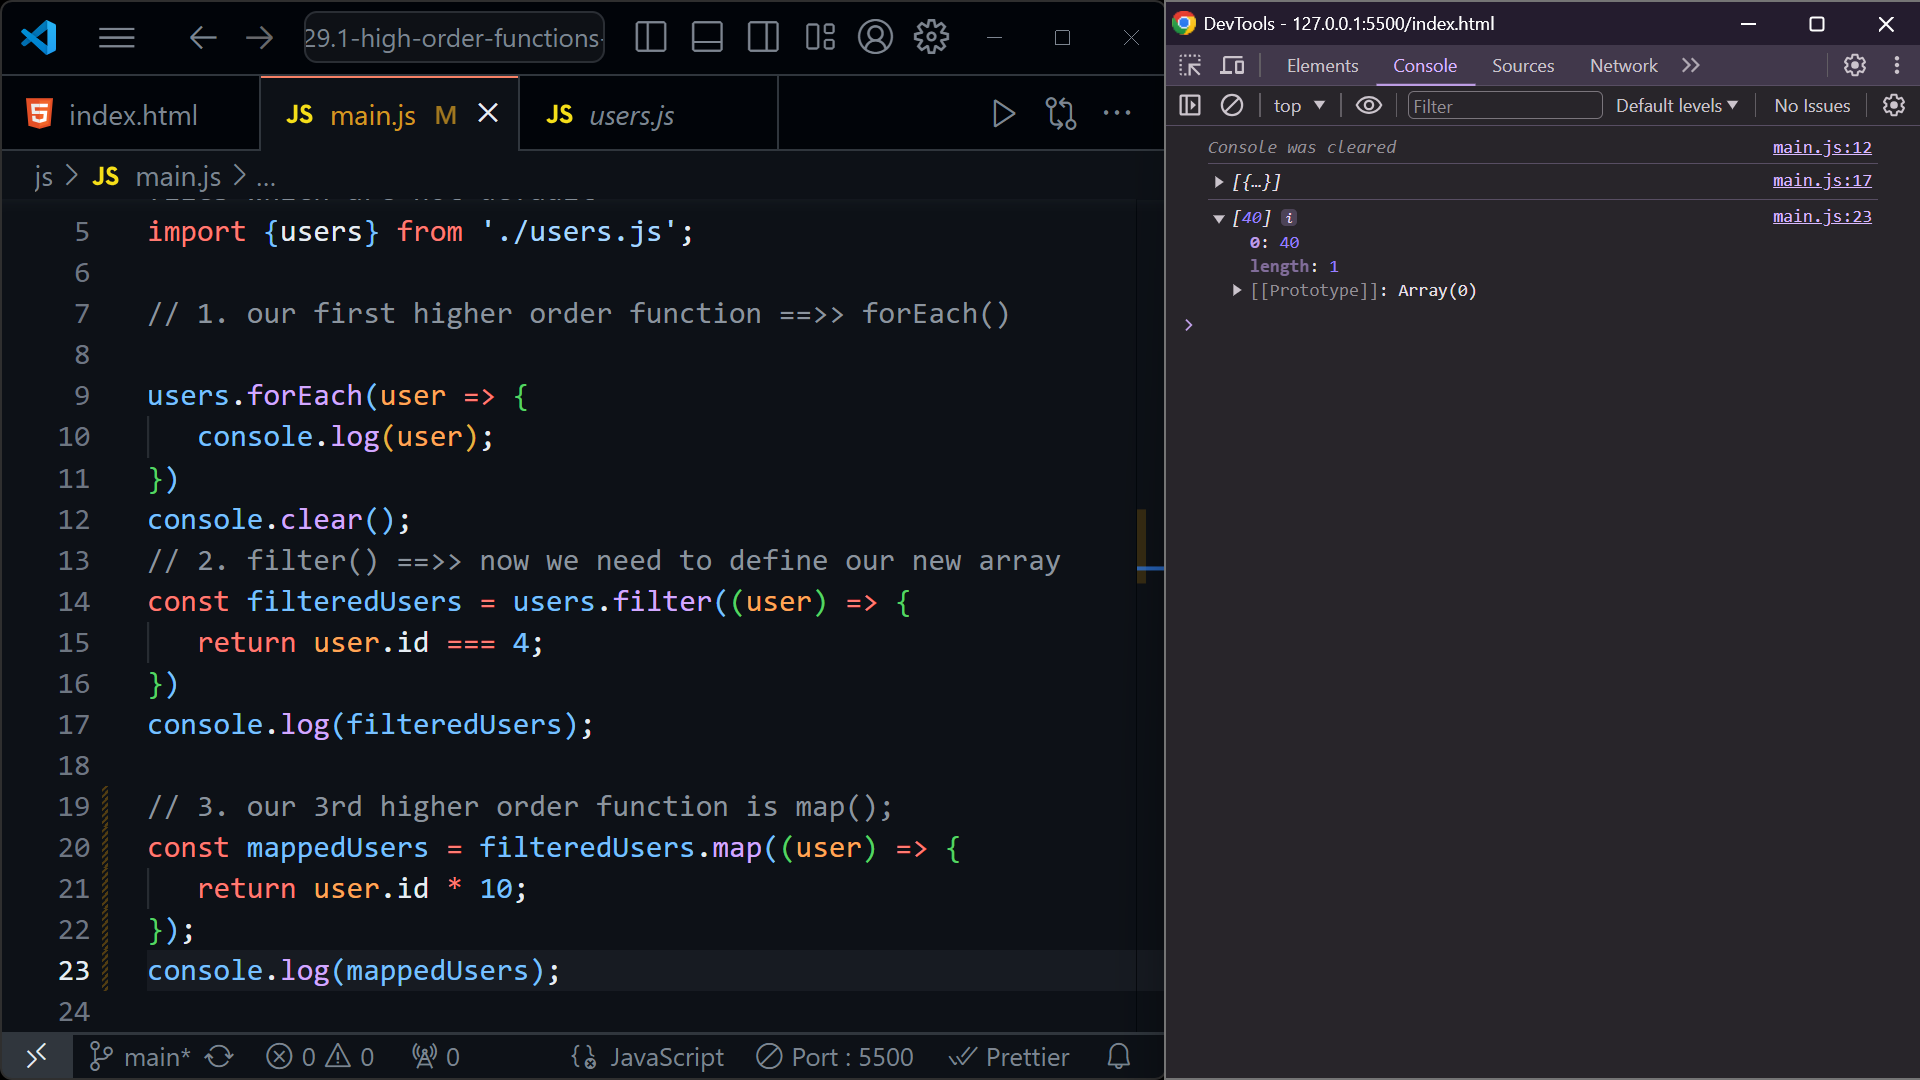 29.1-high-order-functions-
index.html
JS main.js M
JS users.js
js > JS main.js > ...
5 import {users} from './users.js';
6
7 // 1. our first higher order function ==>> forEach()
8
9 users.forEach(user => {
10 console.log(user);
11 })
12 console.clear();
13 // 2. filter() ==>> now we need to define our new array
14 const filteredUsers = users.filter((user) => {
15 return user.id === 4;
16 })
17 console.log(filteredUsers);
18
19 // 3. our 3rd higher order function is map();
20 const mappedUsers = filteredUsers.map((user) => {
21 return user.id * 10;
22 });
23 console.log(mappedUsers);
24
main* 0 0 0 JavaScript Port : 5500 Prettier
DevTools - 127.0.0.1:5500/index.html
Elements Console Sources Network
top Filter Default levels No Issues
Console was cleared main.js:12
[{…}] main.js:17
[40] i main.js:23
0: 40
length: 1
[[Prototype]]: Array(0)